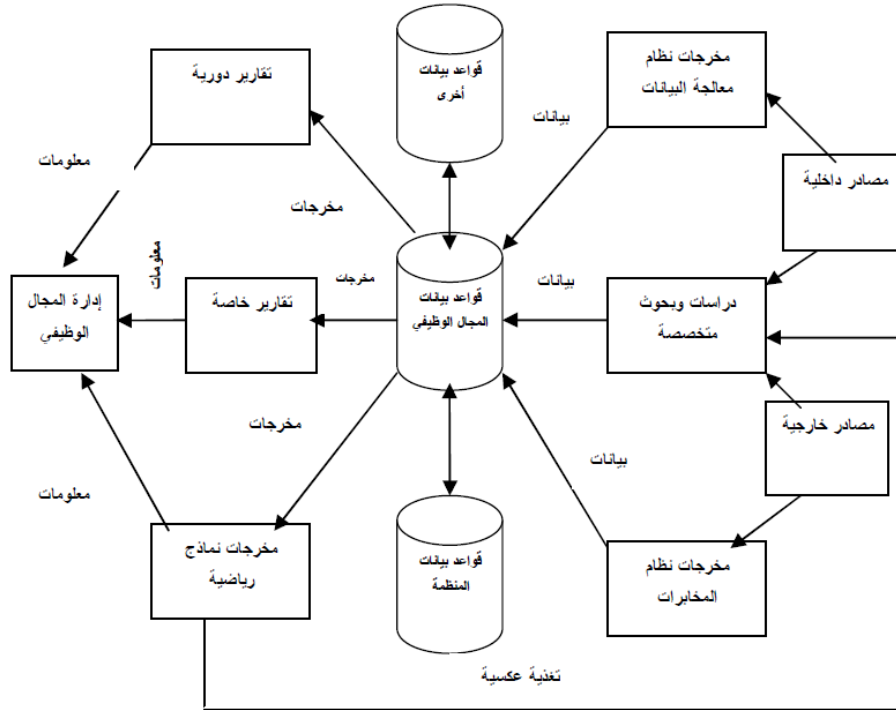 قواعد بيانات
أخرى
مخرجات نظام
معالجة البيانات
تقارير دورية
بيانات
معلومات
مصادر داخلية
مخرجات
معلومات
مخرجات
بيانات
قواعد بيانات
المجال الوظيفي
دراسات وبحوث
متخصصة
تقارير خاصة
إدارة المجال
الوظيفي
مصادر خارجية
مخرجات
بيانات
معلومات
مخرجات نماذج
رياضية
قواعد بيانات
المنظمة
مخرجات نظام
المخابرات
تغذية عكسية